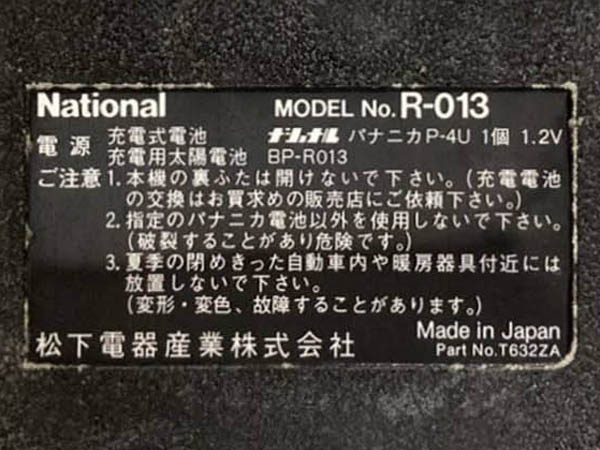 National MODEL No. R-013
電源 充電式電池 ナショナル パナニカP-4U 1個 1.2V
充電用太陽電池 BP-R013
ご注意 1. 本機の裏ぶたは開けないで下さい。(充電電池
の交換はお買求めの販売店にご依頼下さい。)
2. 指定のパナニカ電池以外を使用しないで下さい。
(破裂することがあり危険です。)
3. 夏季の閉めきった自動車内や暖房器具付近には
放置しないで下さい。
(変形・変色、故障することがあります。)
松下電器産業株式会社 Made in Japan
Part No.T632ZA